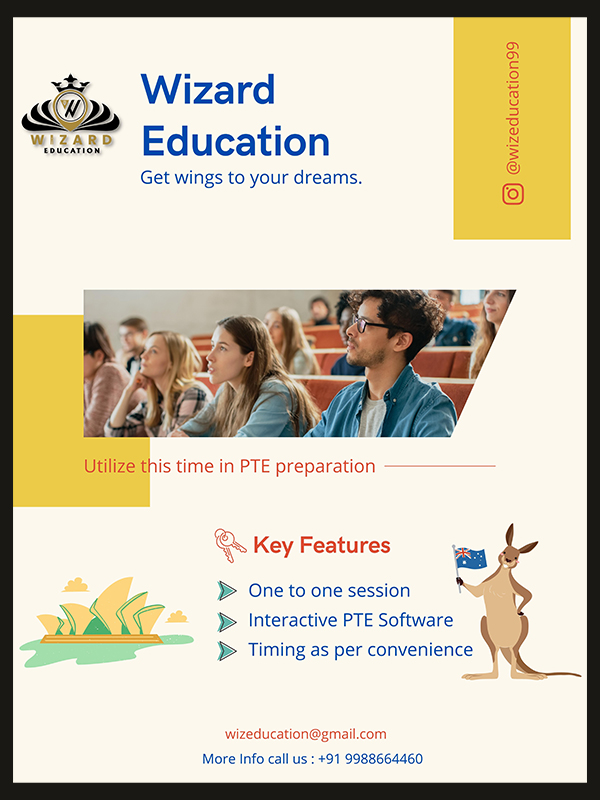 WIZARD
EDUCATION
Wizard
Education
Get wings to your dreams.
@wizeducation99
Utilize this time in PTE preparation
Key Features
One to one session
Interactive PTE Software
Timing as per convenience
wizeducation@gmail.com
More Info call us : +91 9988664460